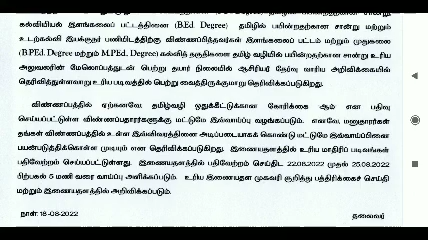 கல்வியியல் இளங்கலைப் பட்டத்தினை (B.Ed. Degree) தமிழில் பயின்றதற்கான சான்று மற்றும்
உடற்கல்வி இயக்குநர் பணியிடத்திற்கு விண்ணப்பித்தவர்கள் இளங்கலைப் பட்டம் மற்றும் முதுகலை
(B.PEd. Degree மற்றும் M.PEd. Degree) கல்வித் தகுதிகளை தமிழ் வழியில் பயின்றதற்கான சான்று உரிய
அலுவலரின் மேலொப்பத்துடன் பெற்று தயார் நிலையில் ஆசிரியர் தேர்வு வாரிய அறிவிக்கையில்
தெரிவித்துள்ளவாறு உரிய படிவத்தில் பெற்று வைத்திருக்குமாறு தெரிவிக்கப்படுகிறது.
விண்ணப்பத்தில் ஏற்கனவே, தமிழ்வழி ஒதுக்கீட்டுக்கான கோரிக்கை ஆம் என பதிவு
செய்யப்பட்டுள்ள விண்ணப்பதாரர்களுக்கு மட்டுமே இவ்வாய்ப்பு வழங்கப்படும். எனவே, மனுதாரர்கள்
தங்கள் விண்ணப்பத்தில் உள்ள இவ்விவரத்தினை அடிப்படையாகக் கொண்டு மட்டுமே இவ்வாய்ப்பினை
பயன்படுத்திக்கொள்ள முடியும் என தெரிவிக்கப்படுகிறது. இணையதளத்தில் உரிய மாதிரிப் படிவங்கள்
பதிவேற்றம் செய்யப்பட்டுள்ளது. இணையதளத்தில் பதிவேற்றம் செய்திட 22.08.2022 முதல் 25.08.2022
பிற்பகல் 5 மணி வரை வாய்ப்பு அளிக்கப்படும். உரிய இணையதள முகவரி குறித்து பத்திரிக்கைச் செய்தி
மற்றும் இணையதளத்தில் அறிவிக்கப்படும்.
நாள்: 18-08-2022 தலைவர்